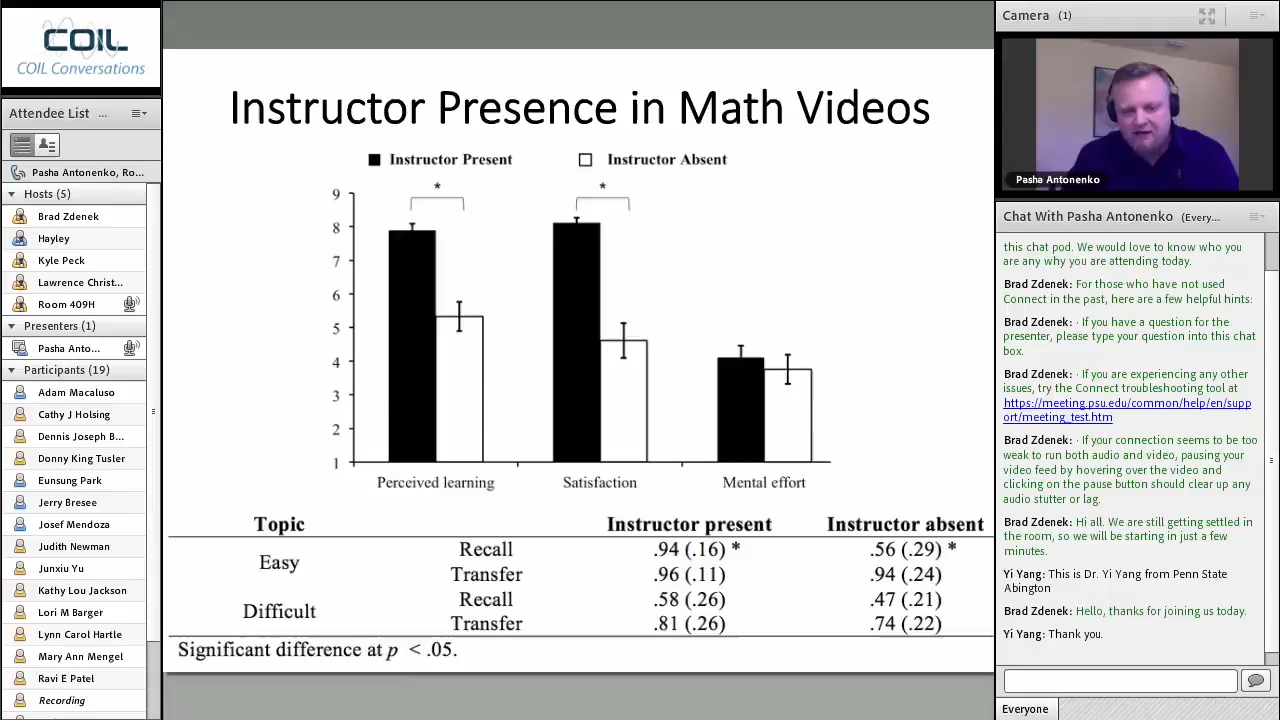 COIL
COIL Conversations
Attendee List ...
Pasha Antonenko, Ro...
Hosts (5)
Brad Zdenek
Hayley
Kyle Peck
Lawrence Christ...
Room 409H
Presenters (1)
Pasha Anto...
Participants (19)
Adam Macaluso
Cathy J Holsing
Dennis Joseph B...
Donny King Tusler
Eunsung Park
Jerry Bresee
Josef Mendoza
Judith Newman
Junxiu Yu
Kathy Lou Jackson
Lori M Barger
Lynn Carol Hartle
Mary Ann Mengel
Ravi E Patel
Recording
Instructor Presence in Math Videos
Instructor Present Instructor Absent
* *
9
8
7
6
5
4
3
2
1
Perceived learning Satisfaction Mental effort
Topic Instructor present Instructor absent
Easy Recall .94 (.16) * .56 (.29) *
Transfer .96 (.11) .94 (.24)
Difficult Recall .58 (.26) .47 (.21)
Transfer .81 (.26) .74 (.22)
Significant difference at p < .05.
Camera (1)
Pasha Antonenko
Chat With Pasha Antonenko (Every...
this chat pod. We would love to know who you
are any why you are attending today.
Brad Zdenek: For those who have not used
Connect in the past, here are a few helpful hints:
Brad Zdenek: · If you have a question for the
presenter, please type your question into this chat
box.
Brad Zdenek: · If you are experiencing any other
issues, try the Connect troubleshooting tool at
https://meeting.psu.edu/common/help/en/supp
ort/meeting_test.htm
Brad Zdenek: · If your connection seems to be too
weak to run both audio and video, pausing your
video feed by hovering over the video and
clicking on the pause button should clear up any
audio stutter or lag.
Brad Zdenek: Hi all. We are still getting settled in
the room, so we will be starting in just a few
minutes.
Yi Yang: This is Dr. Yi Yang from Penn State
Abington
Brad Zdenek: Hello, thanks for joining us today.
Yi Yang: Thank you.
Everyone